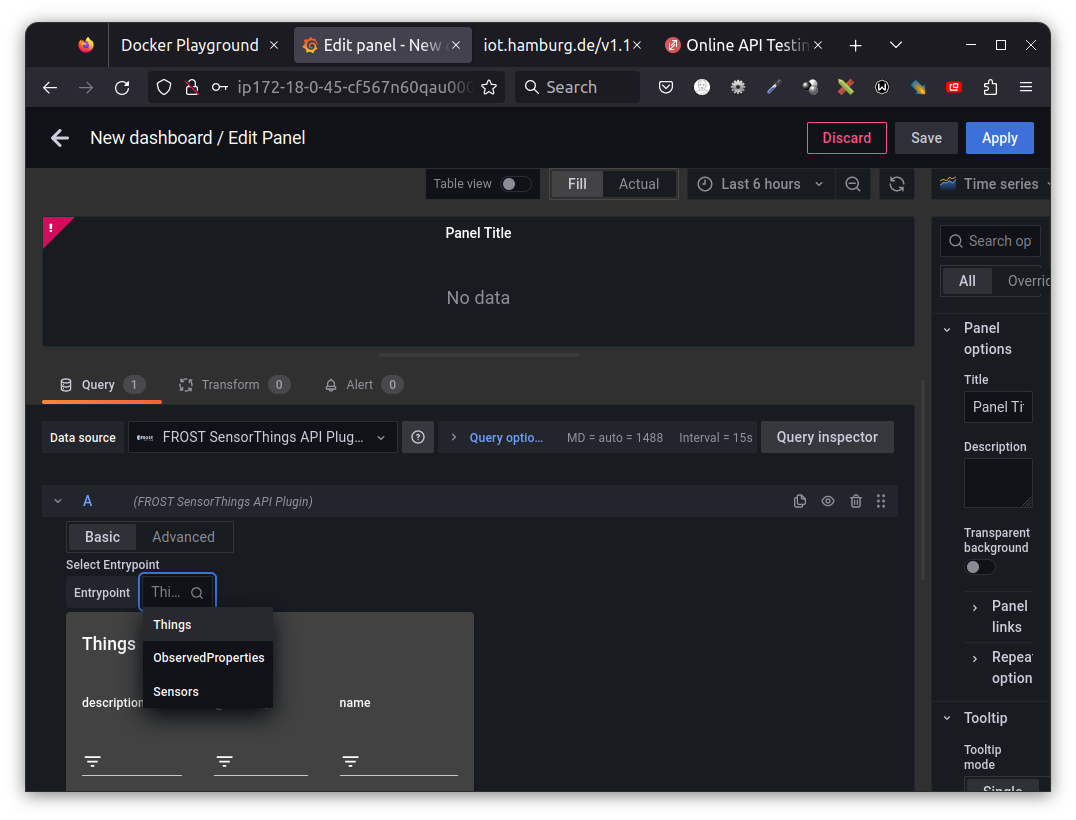 Docker Playground
Edit panel - New
iot.hamburg.de/v1.1
Online API Testin
ip172-18-0-45-cf567n60qau000
Search
New dashboard / Edit Panel
Discard
Save
Apply
Table view
Fill
Actual
Last 6 hours
Time series
!
Panel Title
No data
Search op
All
Overric
Panel
options
Title
Panel Ti
Description
Transparent
background
Panel
links
Repea
option
Tooltip
Tooltip
mode
Single
Query 1
Transform 0
Alert 0
Data source
FROST SensorThings API Plug...
Query optio...
MD = auto = 1488
Interval = 15s
Query inspector
A
(FROST SensorThings API Plugin)
Basic
Advanced
Select Entrypoint
Entrypoint
Thi...
Things
ObservedProperties
Sensors
Things
description
name